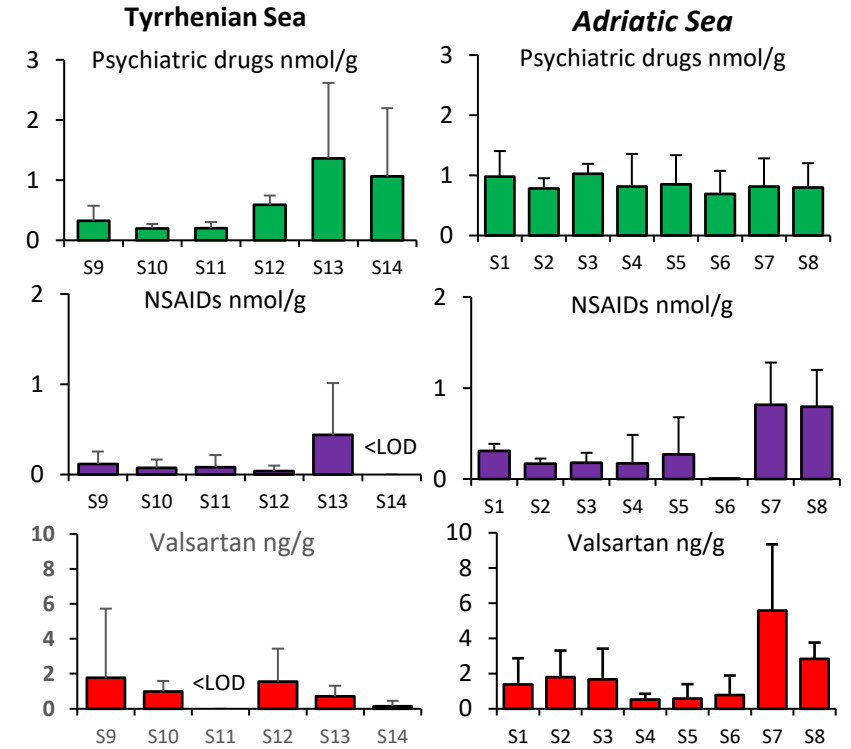 Tyrrhenian Sea
Psychiatric drugs nmol/g
3
2
1
0
S9 S10 S11 S12 S13 S14
NSAIDs nmol/g
2
1
0
<LOD
S9 S10 S11 S12 S13 S14
Valsartan ng/g
10
8
6
4
2
0
<LOD
S9 S10 S11 S12 S13 S14
Adriatic Sea
Psychiatric drugs nmol/g
3
2
1
0
S1 S2 S3 S4 S5 S6 S7 S8
NSAIDs nmol/g
2
1
0
S1 S2 S3 S4 S5 S6 S7 S8
Valsartan ng/g
10
8
6
4
2
0
S1 S2 S3 S4 S5 S6 S7 S8